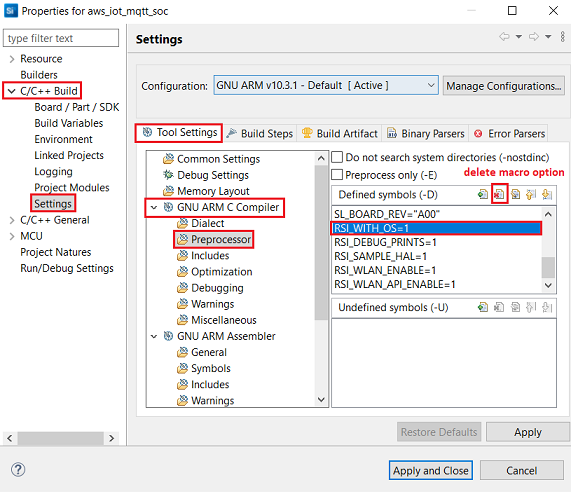 Si Properties for aws_iot_mqtt_soc
type filter text
Resource
Builders
C/C++ Build
Board / Part / SDK
Build Variables
Environment
Linked Projects
Logging
Project Modules
Settings
C/C++ General
MCU
Project Natures
Run/Debug Settings
Settings
Configuration: GNU ARM v10.3.1 - Default [ Active ] Manage Configurations...
Tool Settings Build Steps Build Artifact Binary Parsers Error Parsers
Common Settings
Debug Settings
Memory Layout
GNU ARM C Compiler
Dialect
Preprocessor
Includes
Optimization
Debugging
Warnings
Miscellaneous
GNU ARM Assembler
General
Symbols
Includes
Warnings
Do not search system directories (-nostdinc)
Preprocess only (-E)
delete macro option
Defined symbols (-D)
SL_BOARD_REV="A00"
RSI_WITH_OS=1
RSI_DEBUG_PRINTS=1
RSI_SAMPLE_HAL=1
RSI_WLAN_ENABLE=1
RSI_WLAN_API_ENABLE=1
Undefined symbols (-U)
Restore Defaults Apply
? Apply and Close Cancel